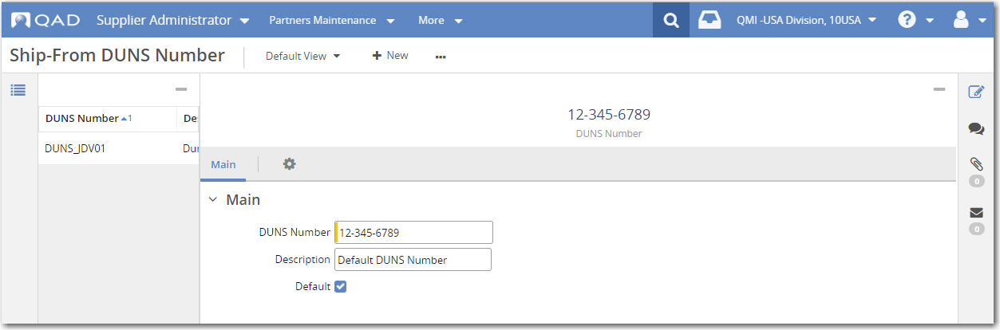 QAD Supplier Administrator Partners Maintenance More QMI -USA Division, 10USA ?
Ship-From DUNS Number Default View + New ...
DUNS Number 1 De
12-345-6789
DUNS Number
DUNS_JDV01 Dun
Main
Main
DUNS Number 12-345-6789
Description Default DUNS Number
Default
0
0